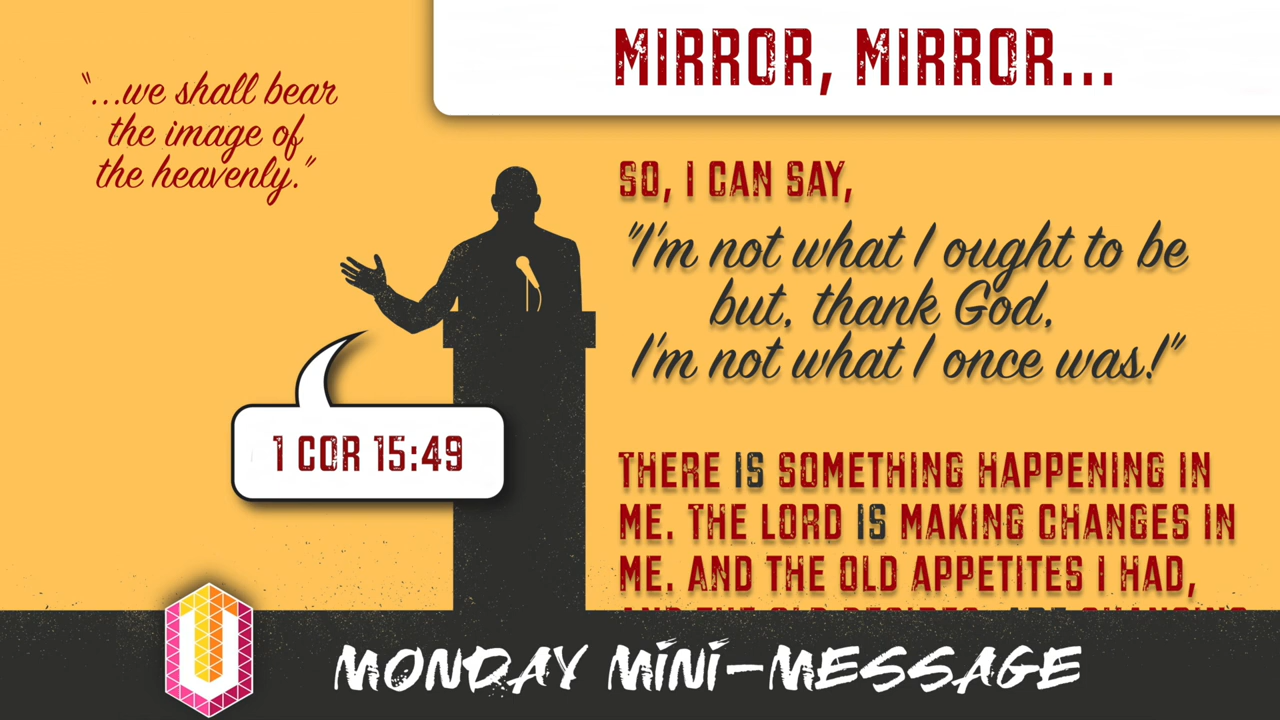 MIRROR, MIRROR...
"...we shall bear
the image of
the heavenly."
1 COR 15:49
SO, I CAN SAY,
"I'm not what I ought to be
but, thank God,
I'm not what I once was!"
THERE IS SOMETHING HAPPENING IN
ME. THE LORD IS MAKING CHANGES IN
ME. AND THE OLD APPETITES I HAD,
MONDAY MINI-MESSAGE